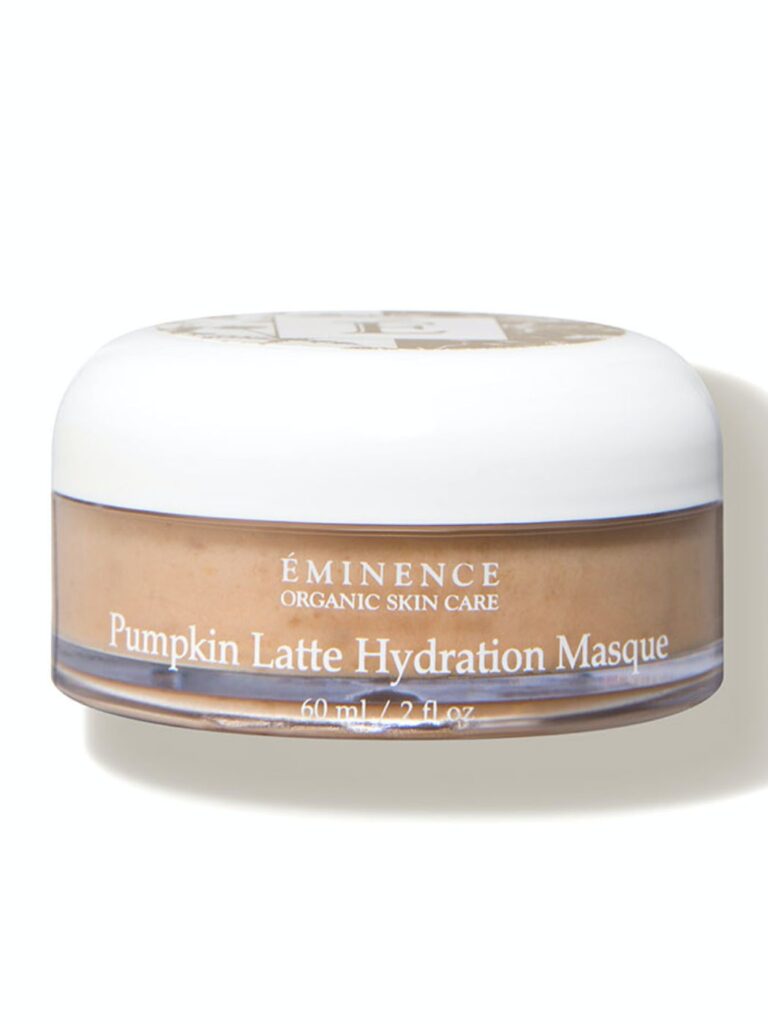 E
ÉMINENCE
ORGANIC SKIN CARE
Pumpkin Latte Hydration Masque
60 ml / 2 fl oz